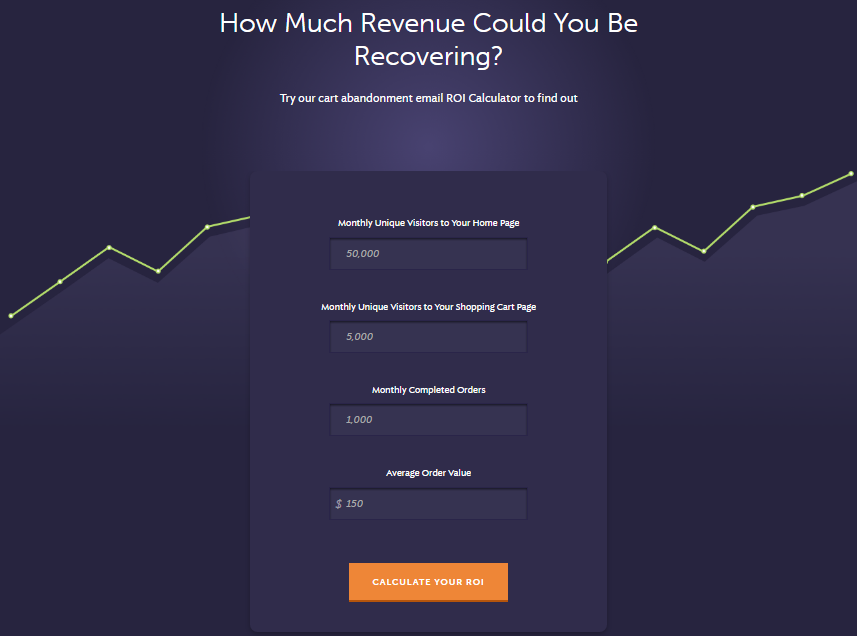 How Much Revenue Could You Be
Recovering?
Try our cart abandonment email ROI Calculator to find out
Monthly Unique Visitors to Your Home Page
50,000
Monthly Unique Visitors to Your Shopping Cart Page
5,000
Monthly Completed Orders
1,000
Average Order Value
$ 150
CALCULATE YOUR ROI